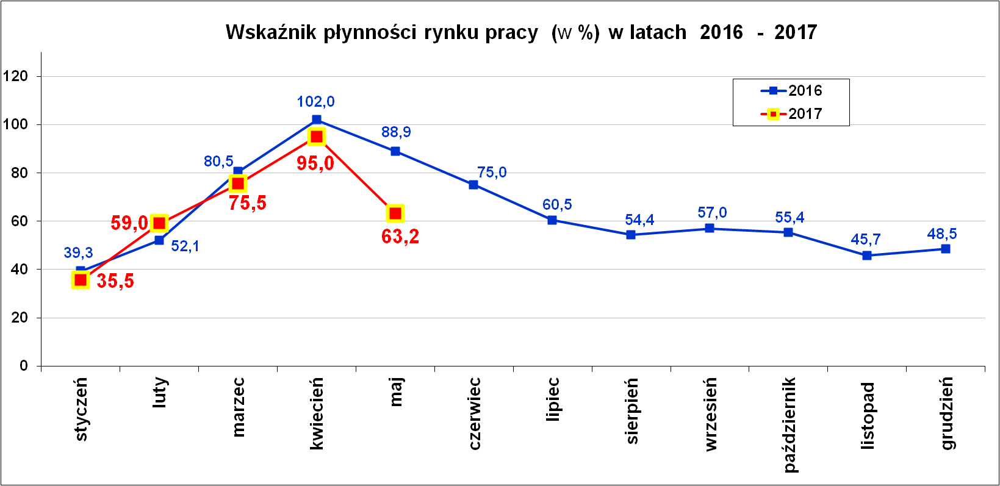 Wskaźnik płynności rynku pracy (w %) w latach 2016 - 2017
120
100
80
60
40
20
0
2016
2017
39,3
52,1
80,5
102,0
88,9
75,0
60,5
54,4
57,0
55,4
45,7
48,5
35,5
59,0
75,5
95,0
63,2
styczeń
luty
marzec
kwiecień
maj
czerwiec
lipiec
sierpień
wrzesień
październik
listopad
grudzień